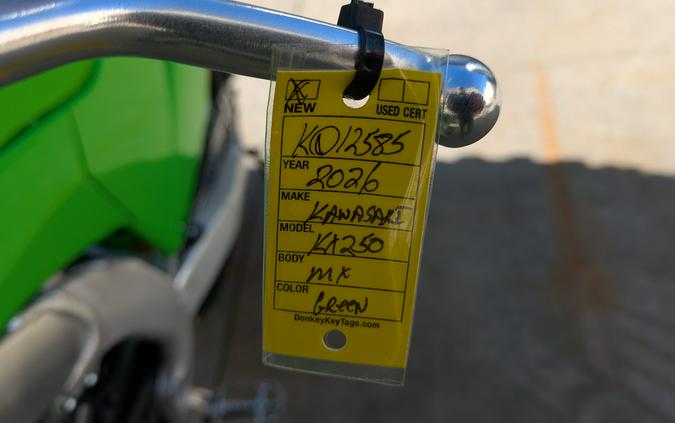 NEW USED CERT
K012585
YEAR 2026
MAKE KAWASAKI
MODEL KX250
BODY MX
COLOR GREEN
DonkeyKeyTags.com